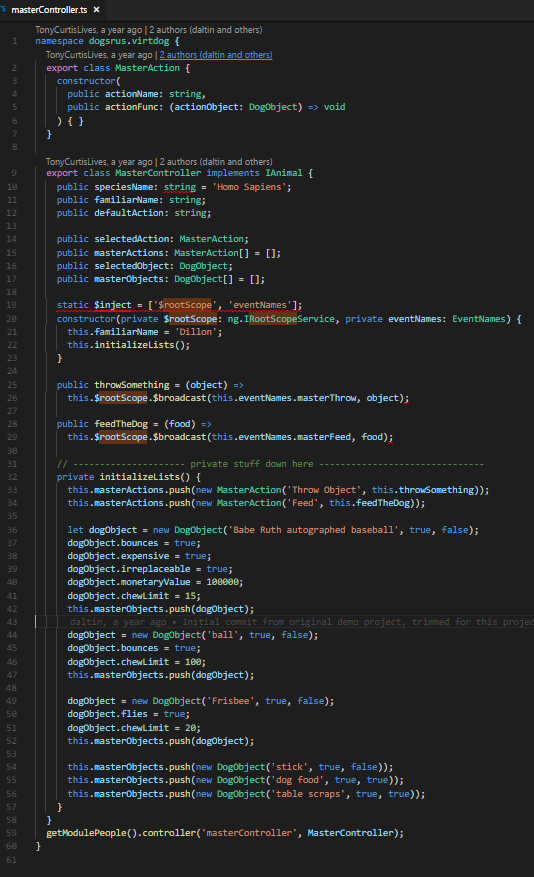 masterController.ts ×
TonyCurtisLives, a year ago | 2 authors (daltin and others)
1 namespace dogsrus.virtdog {
TonyCurtisLives, a year ago | 2 authors (daltin and others)
2 export class MasterAction {
3 constructor(
4 public actionName: string,
5 public actionFunc: (actionObject: DogObject) => void
6 ) { }
7 }
8
TonyCurtisLives, a year ago | 2 authors (daltin and others)
9 export class MasterController implements IAnimal {
10 public speciesName: string = 'Homo Sapiens';
11 public familiarName: string;
12 public defaultAction: string;
13
14 public selectedAction: MasterAction;
15 public masterActions: MasterAction[] = [];
16 public selectedObject: DogObject;
17 public masterObjects: DogObject[] = [];
18
19 static $inject = ['$rootScope', 'eventNames'];
20 constructor(private $rootScope: ng.IRootScopeService, private eventNames: EventNames) {
21 this.familiarName = 'Dillon';
22 this.initializeLists();
23 }
24
25 public throwSomething = (object) =>
26 this.$rootScope.$broadcast(this.eventNames.masterThrow, object);
27
28 public feedTheDog = (food) =>
29 this.$rootScope.$broadcast(this.eventNames.masterFeed, food);
30
31 // --------------------- private stuff down here -------------------------------
32 private initializeLists() {
33 this.masterActions.push(new MasterAction('Throw Object', this.throwSomething));
34 this.masterActions.push(new MasterAction('Feed', this.feedTheDog));
35
36 let dogObject = new DogObject('Babe Ruth autographed baseball', true, false);
37 dogObject.bounces = true;
38 dogObject.expensive = true;
39 dogObject.irreplaceable = true;
40 dogObject.monetaryValue = 100000;
41 dogObject.chewLimit = 15;
42 this.masterObjects.push(dogObject);
43 daltin, a year ago • Initial commit from original demo project, trimmed for this projec
44 dogObject = new DogObject('ball', true, false);
45 dogObject.bounces = true;
46 dogObject.chewLimit = 100;
47 this.masterObjects.push(dogObject);
48
49 dogObject = new DogObject('Frisbee', true, false);
50 dogObject.flies = true;
51 dogObject.chewLimit = 20;
52 this.masterObjects.push(dogObject);
53
54 this.masterObjects.push(new DogObject('stick', true, false));
55 this.masterObjects.push(new DogObject('dog food', true, true));
56 this.masterObjects.push(new DogObject('table scraps', true, true));
57 }
58 }
59 getModulePeople().controller('masterController', MasterController);
60 }
61